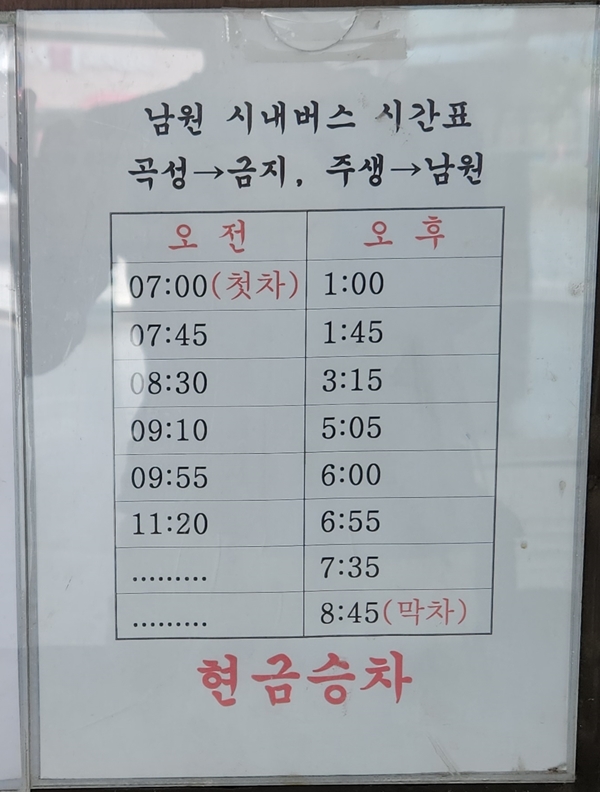 남원 시내버스 시간표
곡성→금지, 주생→남원
오 전 오 후
07:00(첫차) 1:00
07:45 1:45
08:30 3:15
09:10 5:05
09:55 6:00
11:20 6:55
......... 7:35
......... 8:45(막차)
현금승차